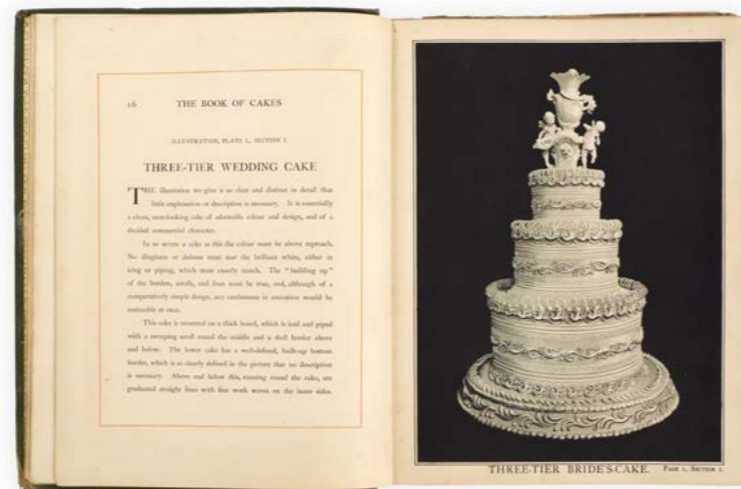 16 THE BOOK OF CAKES
ILLUSTRATION, PLATE I., SECTION I.
THREE-TIER WEDDING CAKE
THE illustration we give is so clear and distinct in detail that
little explanation or description is necessary. It is essentially
a clean, neat-looking cake of admirable colour and design, and of a
decided commercial character.
In so severe a cake as this the colour must be above reproach.
No dinginess or dulness must mar the brilliant white, either in
icing or piping, which must exactly match. The "building up"
of the borders, scrolls, and lines must be true, and, although of a
comparatively simple design, any carelessness in execution would be
noticeable at once.
This cake is mounted on a thick board, which is iced and piped
with a sweeping scroll round the middle and a shell border above
and below. The lower cake has a well-defined, built-up bottom
border, which is so clearly defined in the picture that no description
is necessary. Above and below this, running round the cake, are
graduated straight lines with fine work waves on the inner sides.
THREE-TIER BRIDE'S-CAKE. PAGE 1, SECTION 1.